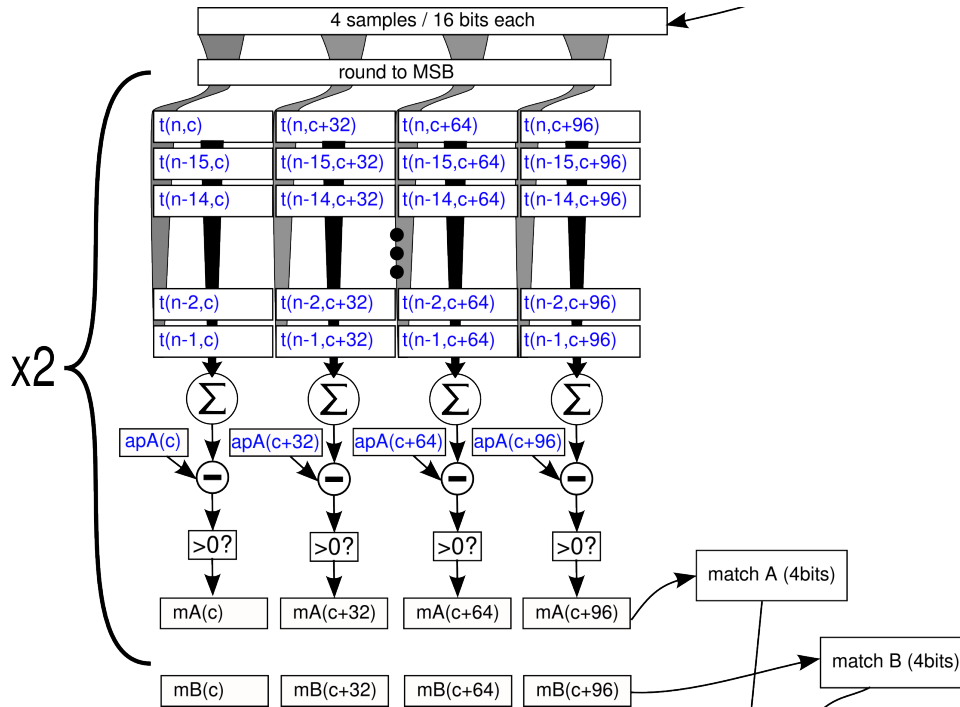 4 samples / 16 bits each
round to MSB
t(n,c) t(n,c+32) t(n,c+64) t(n,c+96)
t(n-15,c) t(n-15,c+32) t(n-15,c+64) t(n-15,c+96)
t(n-14,c) t(n-14,c+32) t(n-14,c+64) t(n-14,c+96)
t(n-2,c) t(n-2,c+32) t(n-2,c+64) t(n-2,c+96)
t(n-1,c) t(n-1,c+32) t(n-1,c+64) t(n-1,c+96)
x2
Σ Σ Σ Σ
apA(c) apA(c+32) apA(c+64) apA(c+96)
− − − −
>0? >0? >0? >0?
match A (4bits)
mA(c) mA(c+32) mA(c+64) mA(c+96)
match B (4bits)
mB(c) mB(c+32) mB(c+64) mB(c+96)